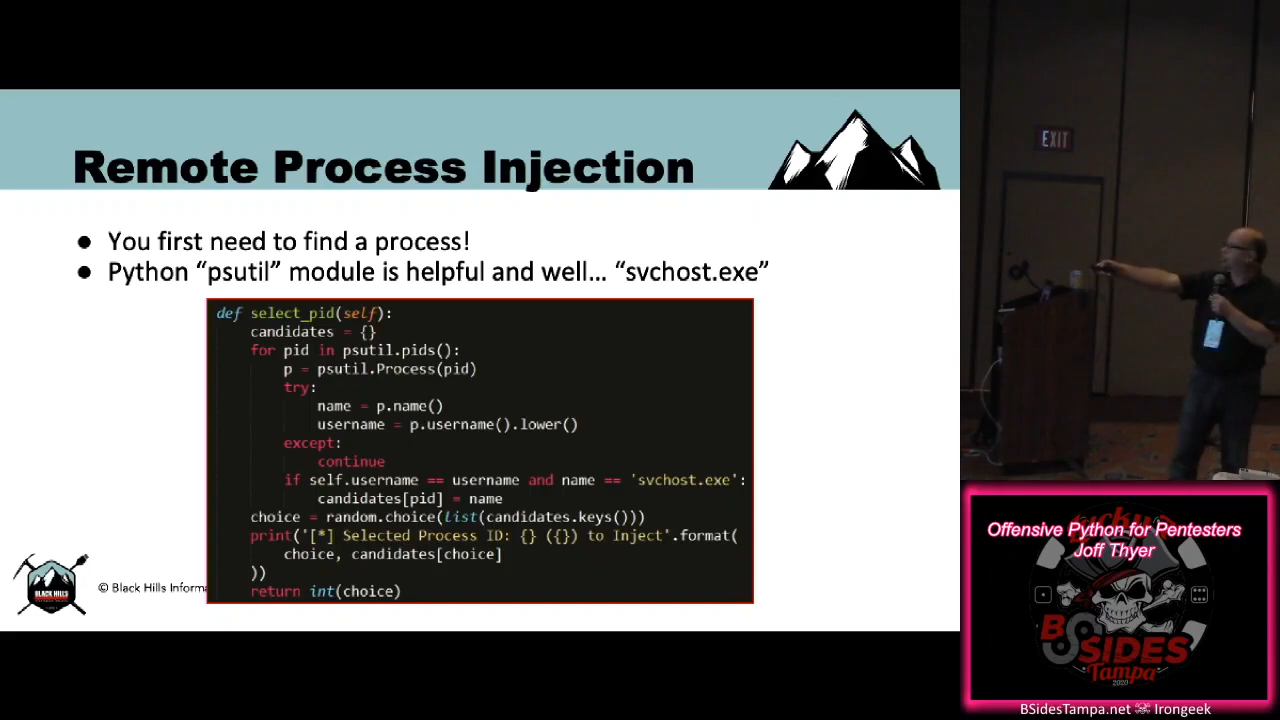 Remote Process Injection
● You first need to find a process!
● Python “psutil” module is helpful and well… “svchost.exe”
def select_pid(self):
    candidates = {}
    for pid in psutil.pids():
        p = psutil.Process(pid)
        try:
            name = p.name()
            username = p.username().lower()
        except:
            continue
        if self.username == username and name == 'svchost.exe':
            candidates[pid] = name
    choice = random.choice(list(candidates.keys()))
    print('[*] Selected Process ID: {} ({}) to Inject'.format(
        choice, candidates[choice]
    ))
    return int(choice)
BLACK HILLS
© Black Hills Informa
EXIT
Offensive Python for Pentesters
Joff Thyer
BSIDES
Tampa
2020
BSidesTampa.net Irongeek